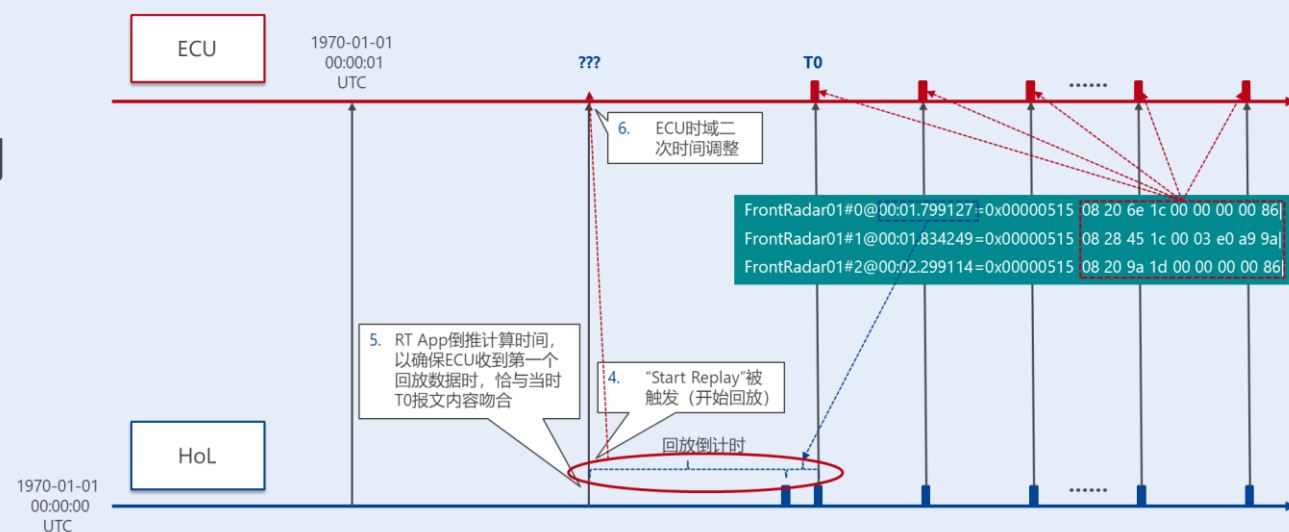 ECU
1970-01-01
00:00:01
UTC
???
T0
......
6. ECU时域二
次时间调整
FrontRadar01#0@00:01.799127=0x00000515 08 20 6e 1c 00 00 00 00 86|
FrontRadar01#1@00:01.834249=0x00000515 08 28 45 1c 00 03 e0 a9 9a|
FrontRadar01#2@00:02.299114=0x00000515 08 20 9a 1d 00 00 00 00 86|
5. RT App倒推计算时间，
以确保ECU收到第一个
回放数据时，恰与当时
T0报文内容吻合
4. “Start Replay”被
触发（开始回放）
回放倒计时
HoL
1970-01-01
00:00:00
UTC
......